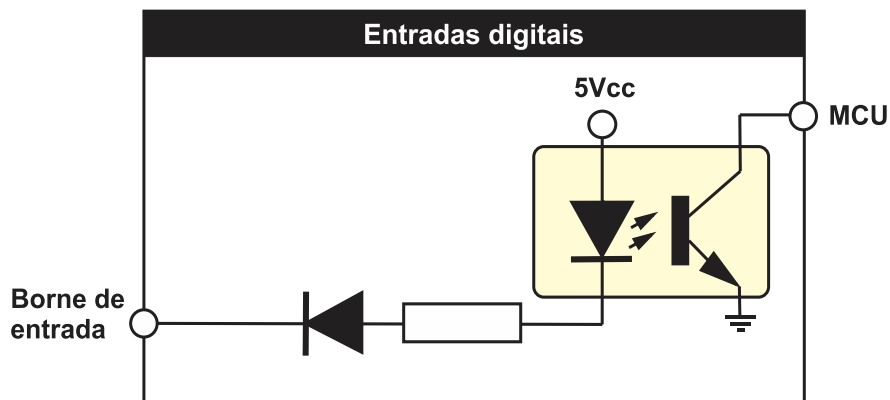 Entradas digitais
5Vcc
MCU
Borne de
entrada